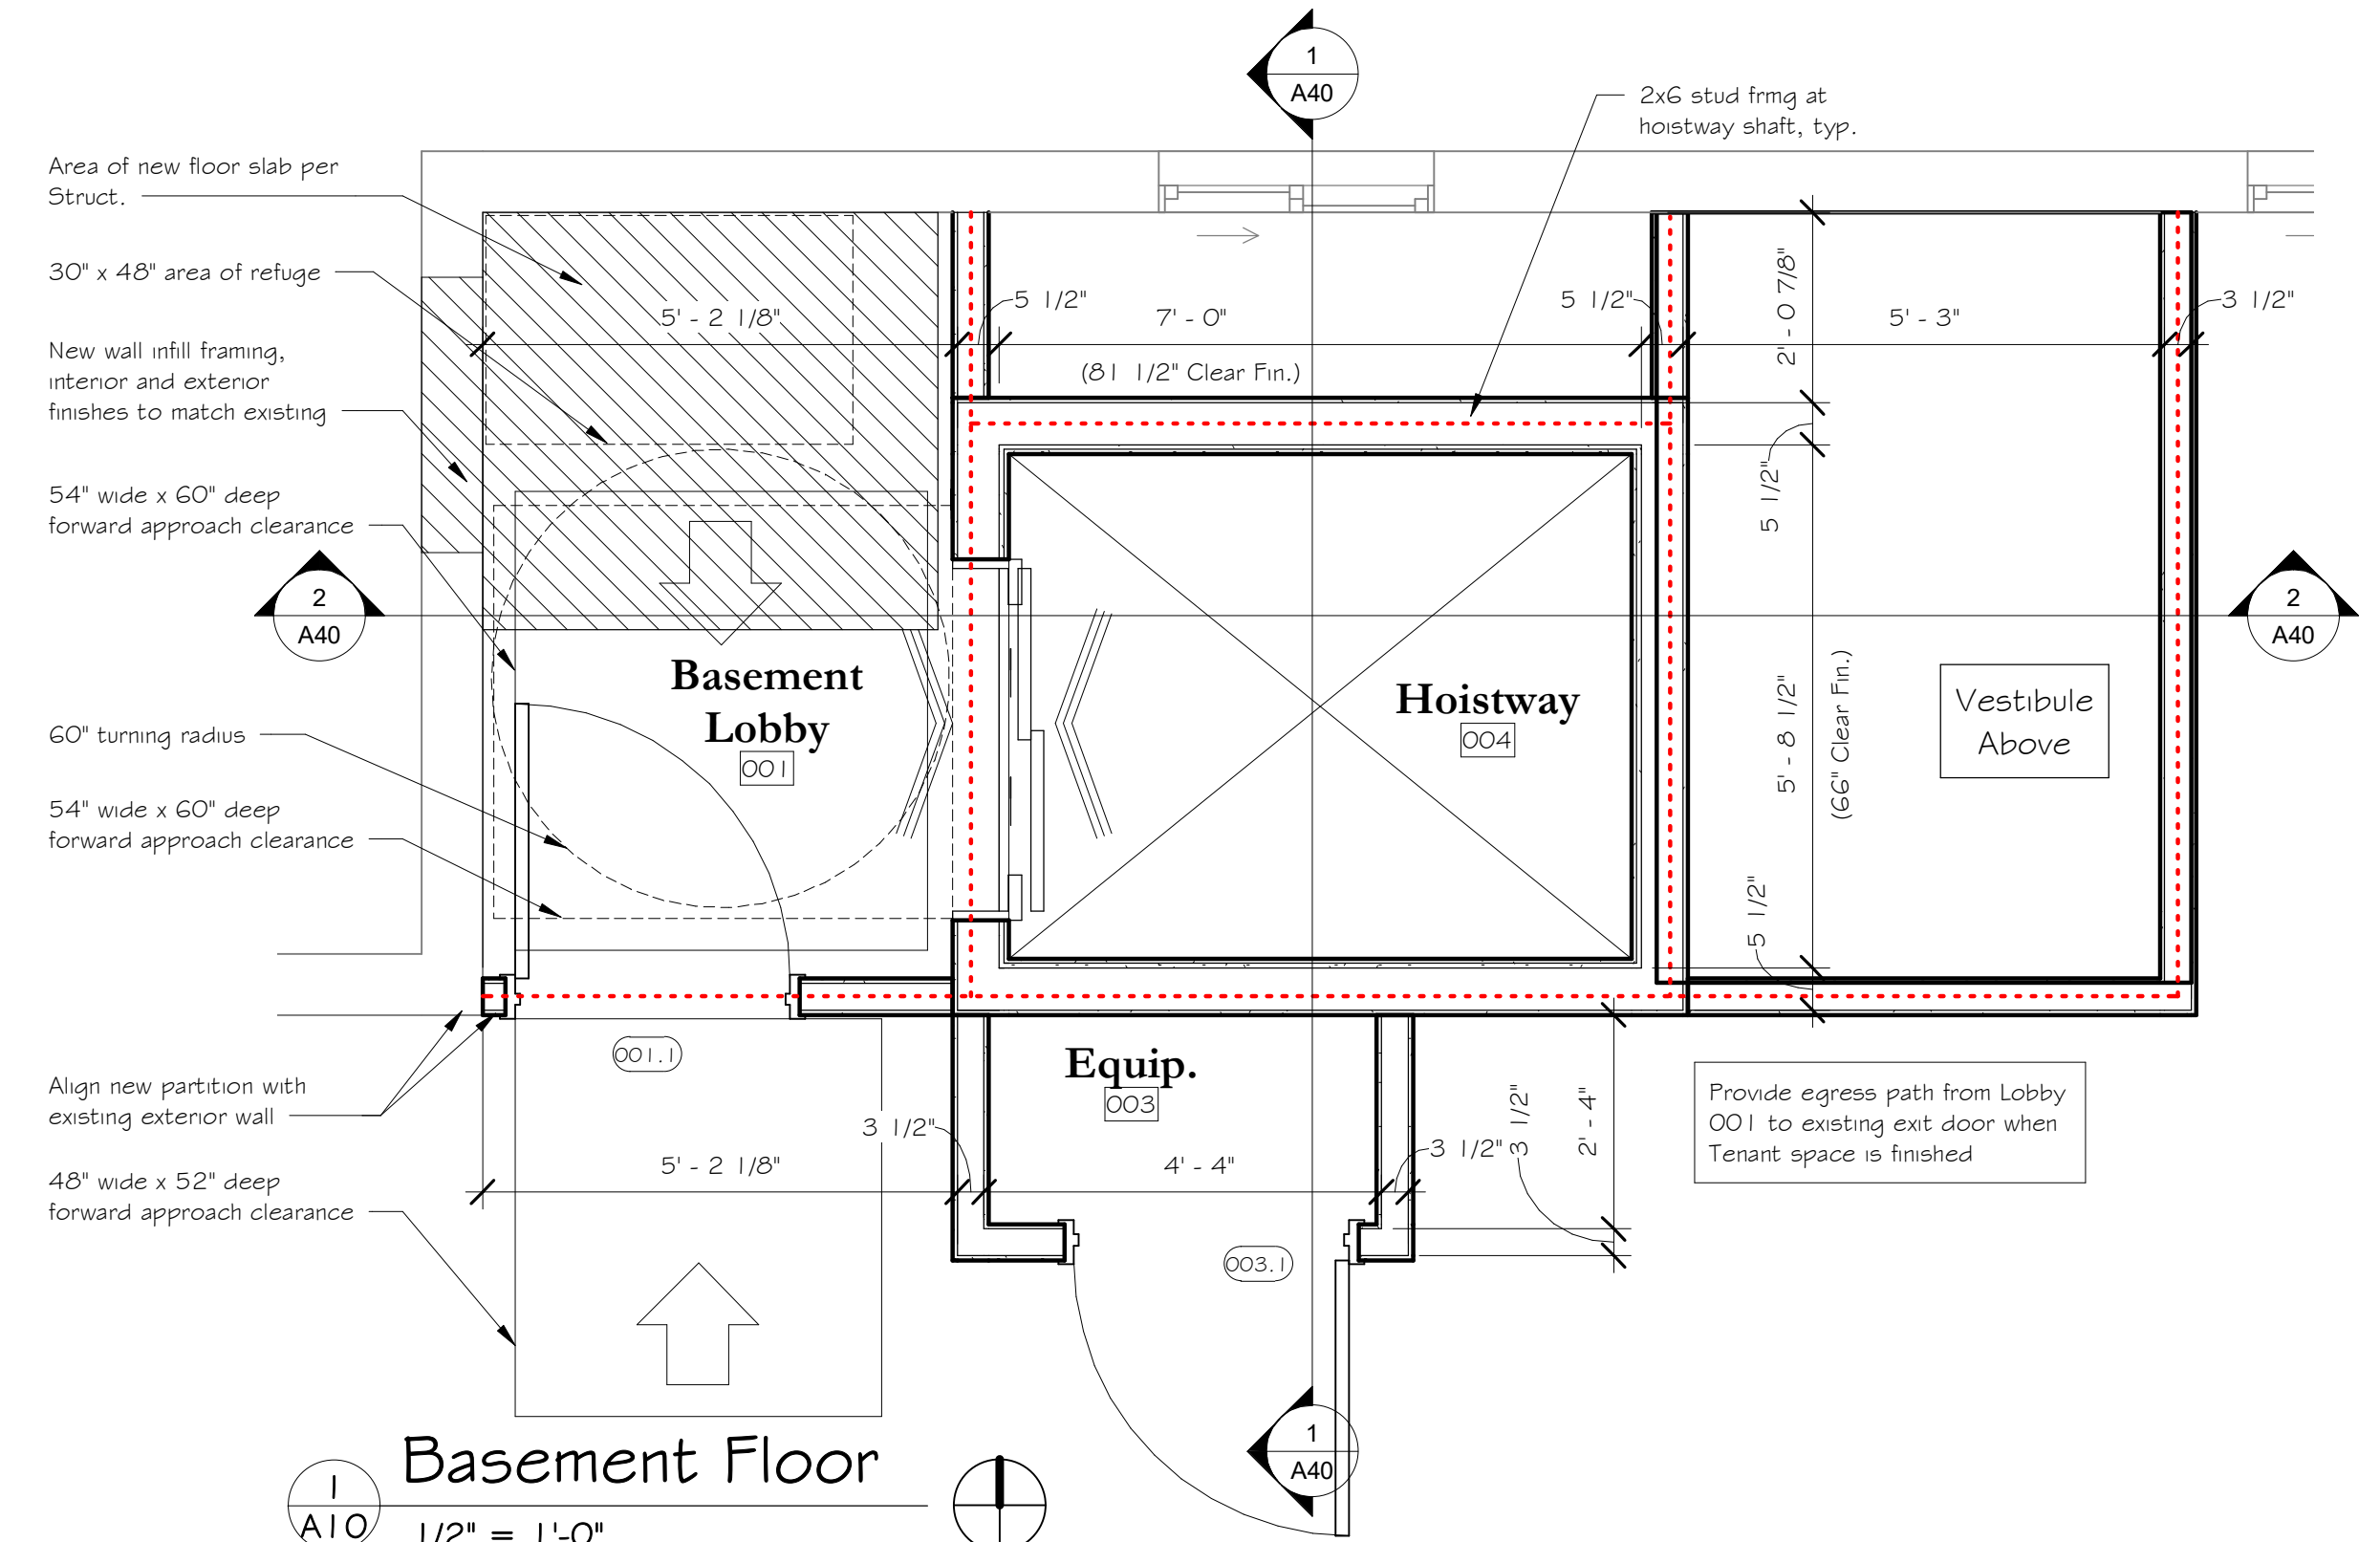 1
A40
2x6 stud frmg at
hoistway shaft, typ.
Area of new floor slab per
Struct.
30" x 48" area of refuge
New wall infill framing,
interior and exterior
finishes to match existing
54" wide x 60" deep
forward approach clearance
5' - 2 1/8"
5 1/2"
7' - 0"
(81 1/2" Clear Fin.)
5 1/2"
2' - 0 7/8"
5' - 3"
3 1/2"
5 1/2"
2
A40
2
A40
Basement
Lobby
001
Hoistway
004
5' - 8 1/2"
(66" Clear Fin.)
Vestibule
Above
60" turning radius
54" wide x 60" deep
forward approach clearance
5 1/2"
001.1
Equip.
003
Align new partition with
existing exterior wall
3 1/2"
5' - 2 1/8"
4' - 4"
3 1/2"
3 1/2"
2' - 4"
Provide egress path from Lobby
001 to existing exit door when
Tenant space is finished
48" wide x 52" deep
forward approach clearance
003.1
1
A40
1
A10
Basement Floor
1/2" = 1'-0"